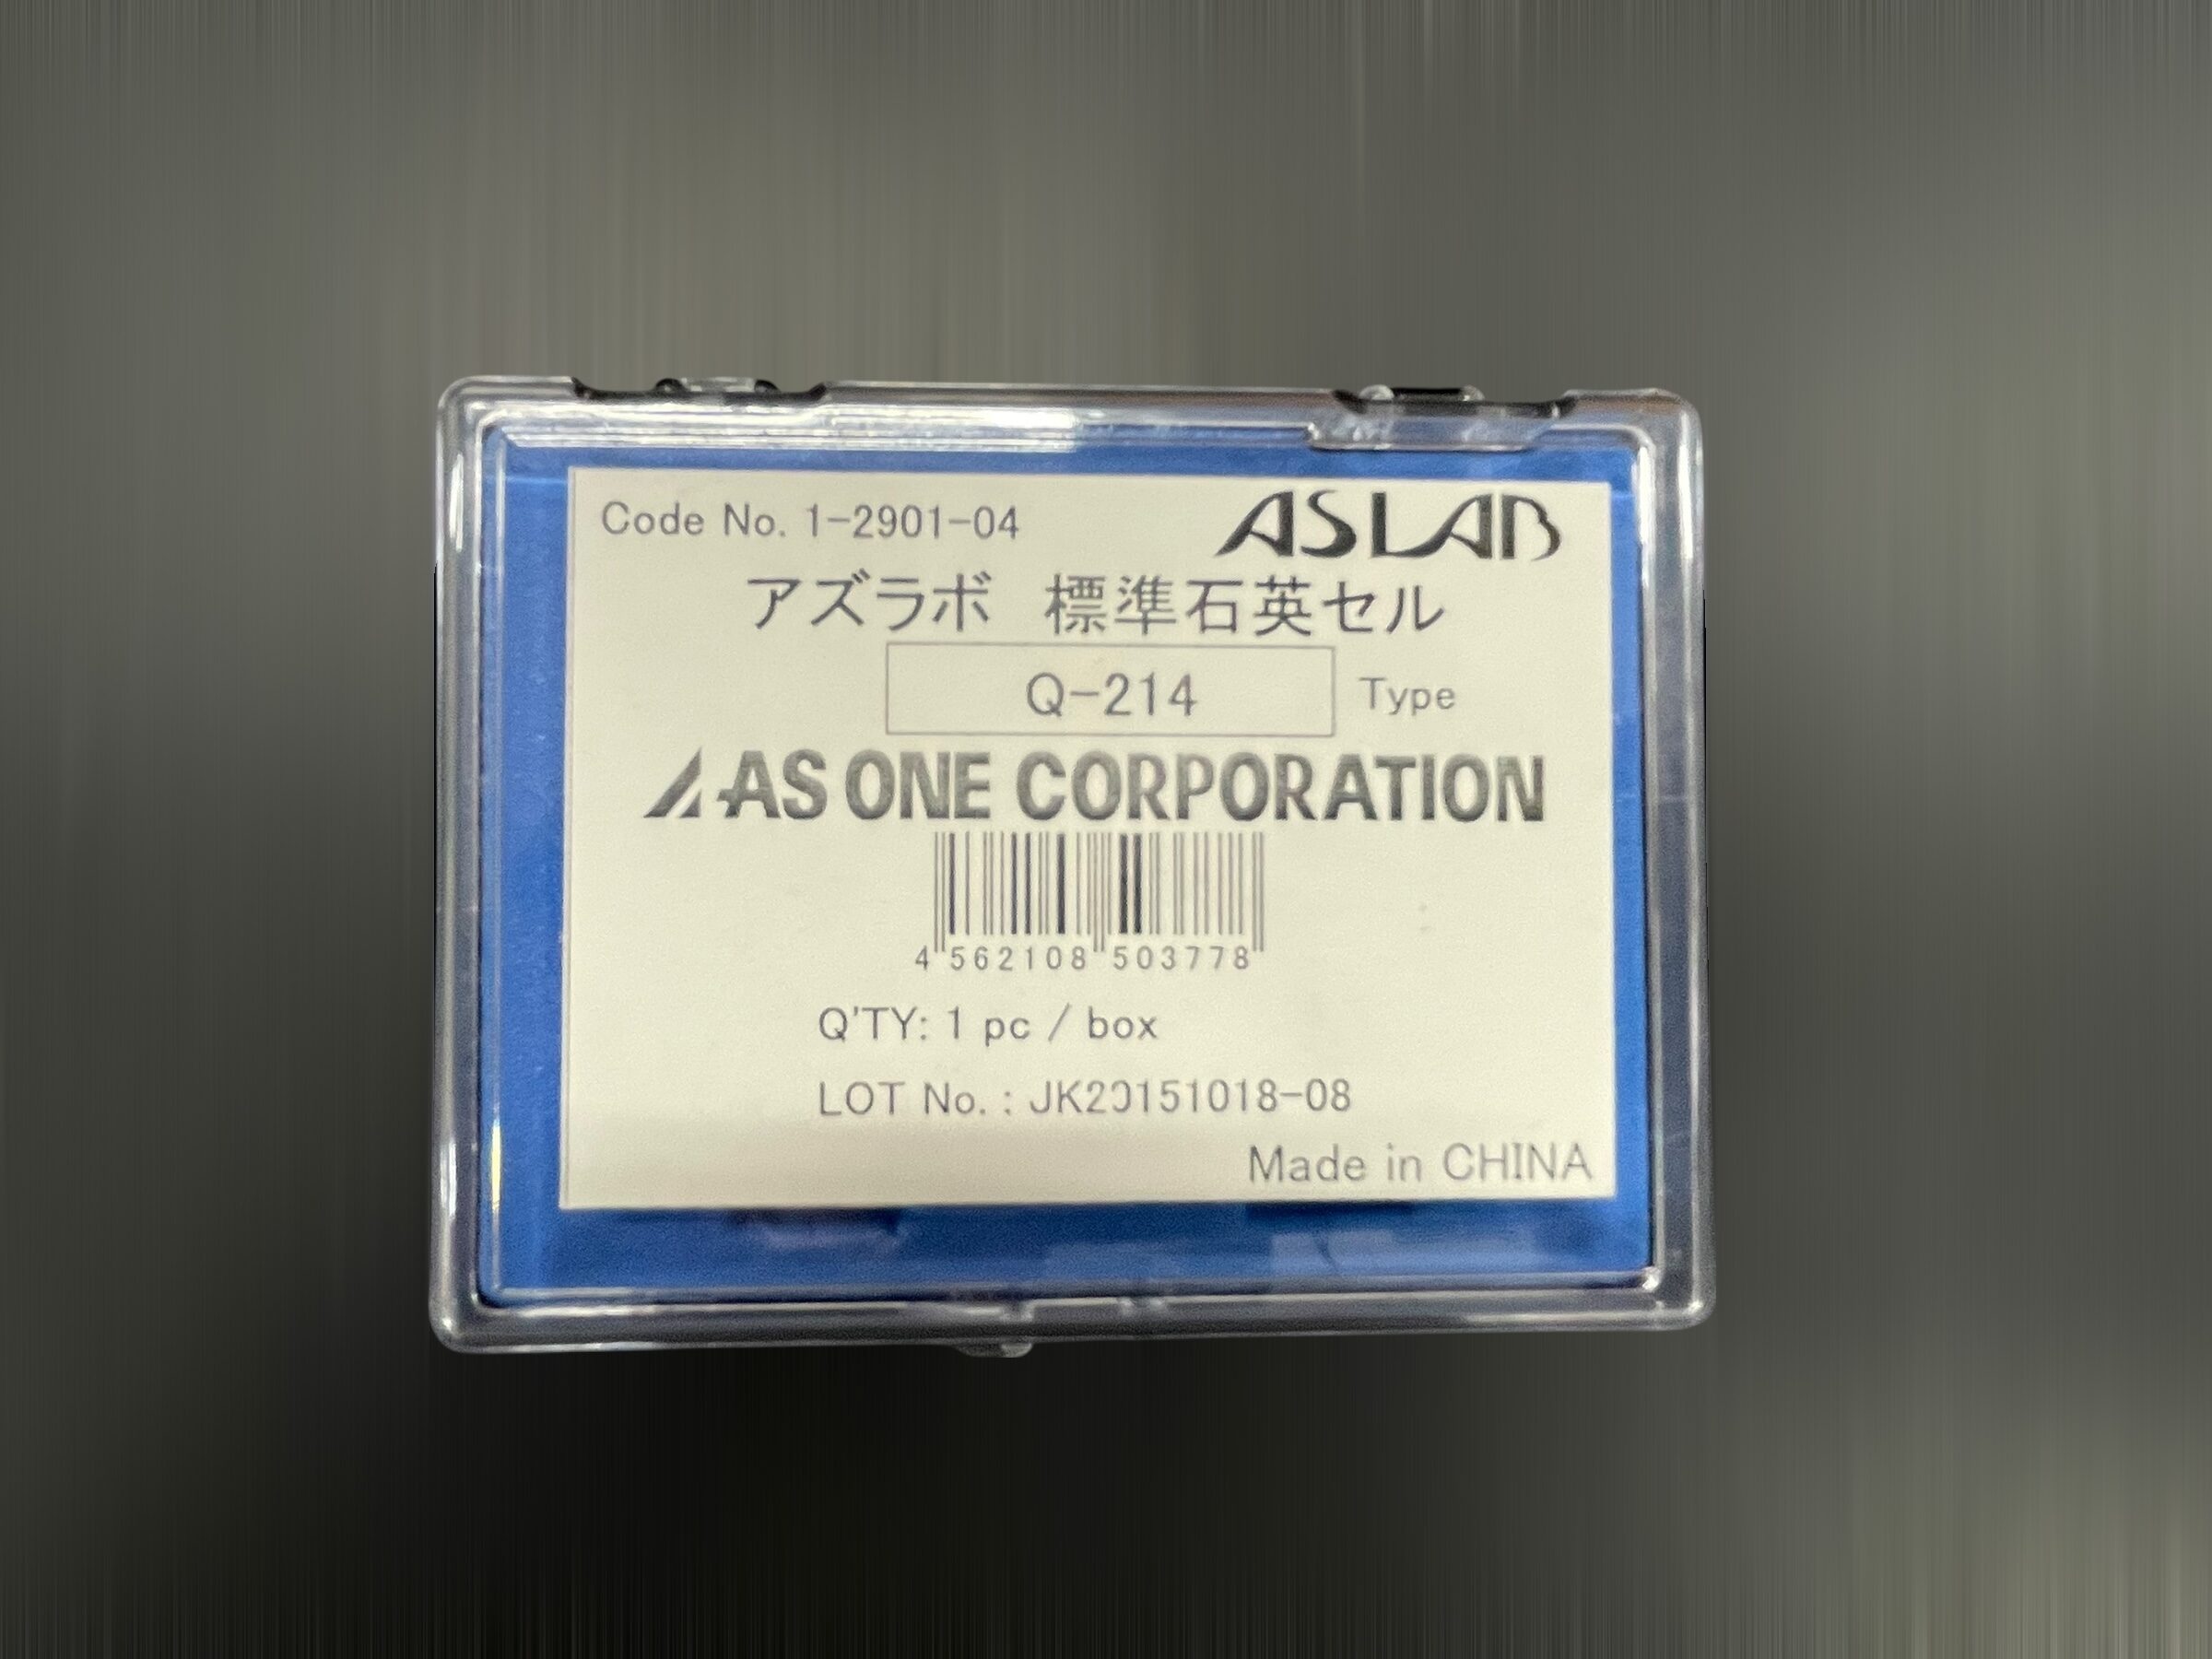 Code No. 1-2901-04
ASLAB
アズラボ 標準石英セル
Q-214 Type
AS ONE CORPORATION
4 562108 503778
Q'TY: 1 pc / box
LOT No. : JK20151018-08
Made in CHINA